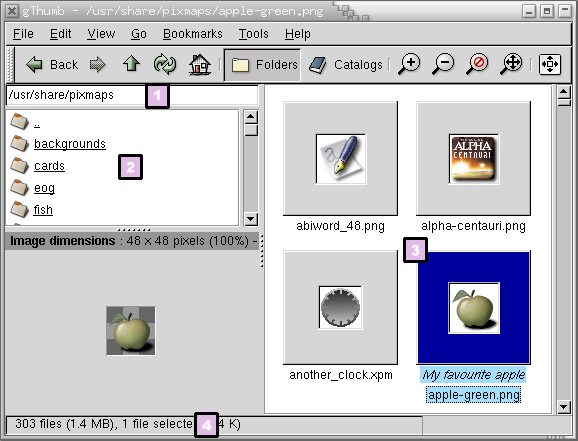 gThumb - /usr/share/pixmaps/apple-green.png
File Edit View Go Bookmarks Tools Help
Back Folders Catalogs
/usr/share/pixmaps 1
..
backgrounds
cards 2
eog
fish
Image dimensions : 48 x 48 pixels (100%) -
ALPHA
CENTAURI
abiword_48.png alpha-centauri.png
3
another_clock.xpm My favourite apple
apple-green.png
303 files (1.4 MB), 1 file selecte 4 4 K)